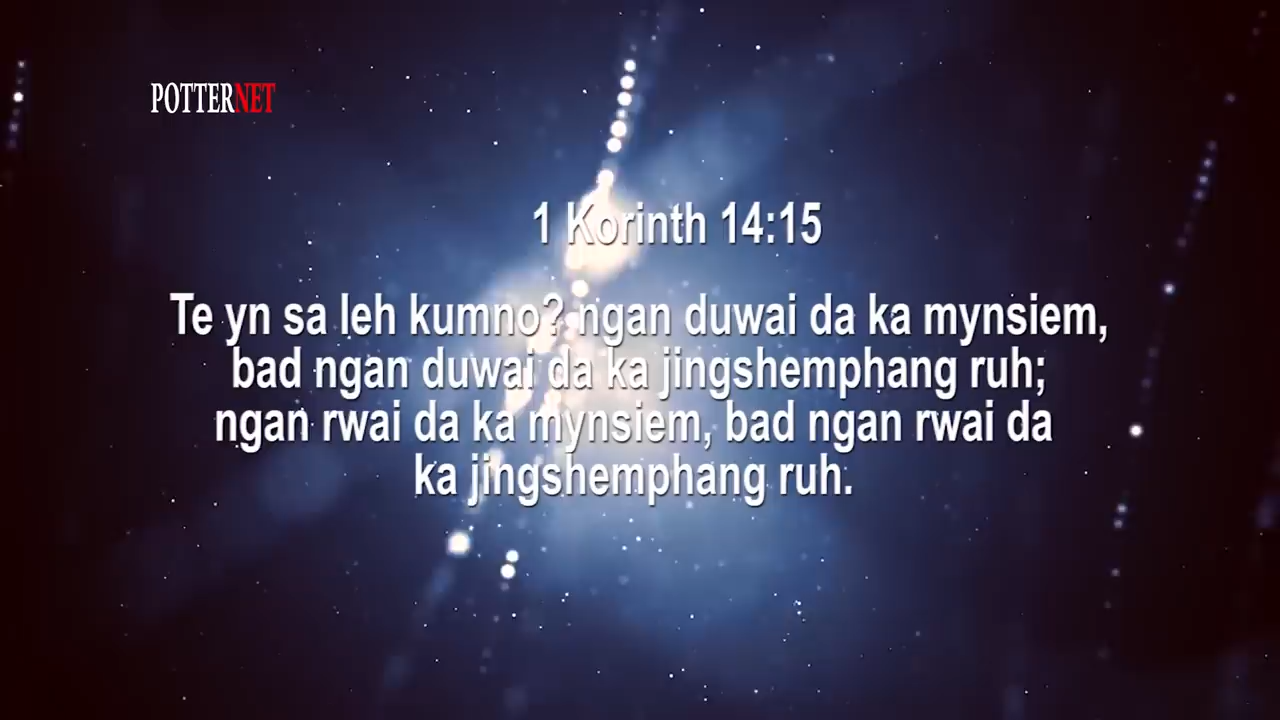 POTTERNET
1 Korinth 14:15
Te yn sa leh kumno? ngan duwai da ka mynsiem,
bad ngan duwai da ka jingshemphang ruh;
ngan rwai da ka mynsiem, bad ngan rwai da
ka jingshemphang ruh.